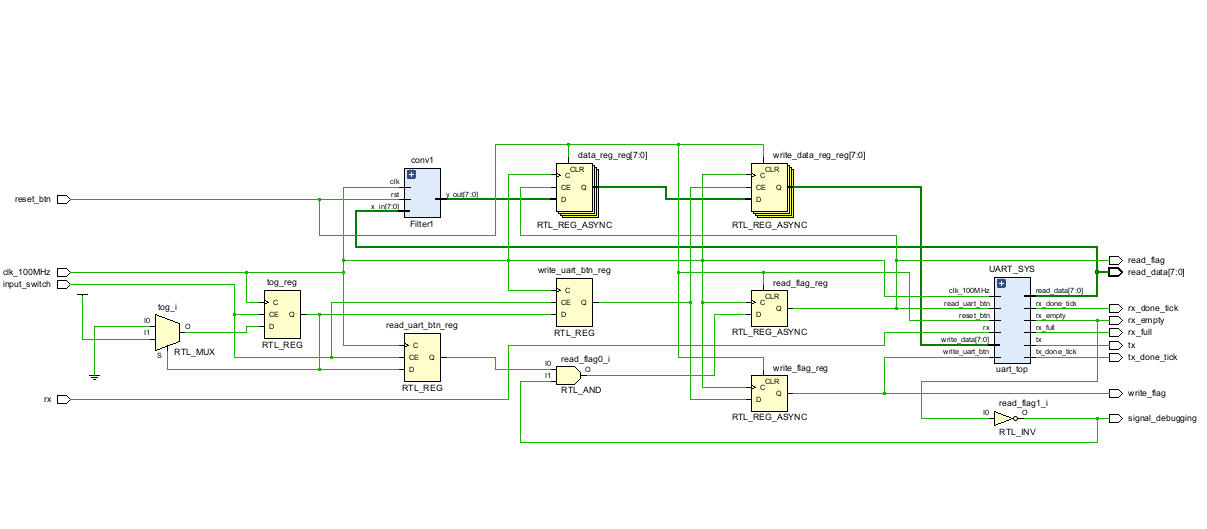 data_reg_reg[7:0]
write_data_reg_reg[7:0]
conv1
CLR
CLR
C
C
clk
CE
Q
CE
Q
reset_btn
rst
y_out[7:0]
D
D
x_in[7:0]
Filter1
RTL_REG_ASYNC
RTL_REG_ASYNC
read_flag
clk_100MHz
write_uart_btn_reg
UART_SYS
read_data[7:0]
input_switch
tog_reg
read_flag_reg
C
CLR
clk_100MHz
read_data[7:0]
C
CE
Q
C
Q
read_uart_btn
rx_done_tick
rx_done_tick
tog_i
CE
Q
D
D
reset_btn
rx_empty
rx_empty
I0
O
D
read_uart_btn_reg
RTL_REG
RTL_REG_ASYNC
rx
rx_full
rx_full
I1
RTL_REG
C
write_data[7:0]
tx
tx
S
RTL_MUX
CE
Q
read_flag0_i
write_uart_btn
tx_done_tick
tx_done_tick
D
I0
O
write_flag_reg
uart_top
I1
CLR
RTL_REG
RTL_AND
C
Q
write_flag
rx
D
read_flag1_i
RTL_REG_ASYNC
I0
O
signal_debugging
RTL_INV